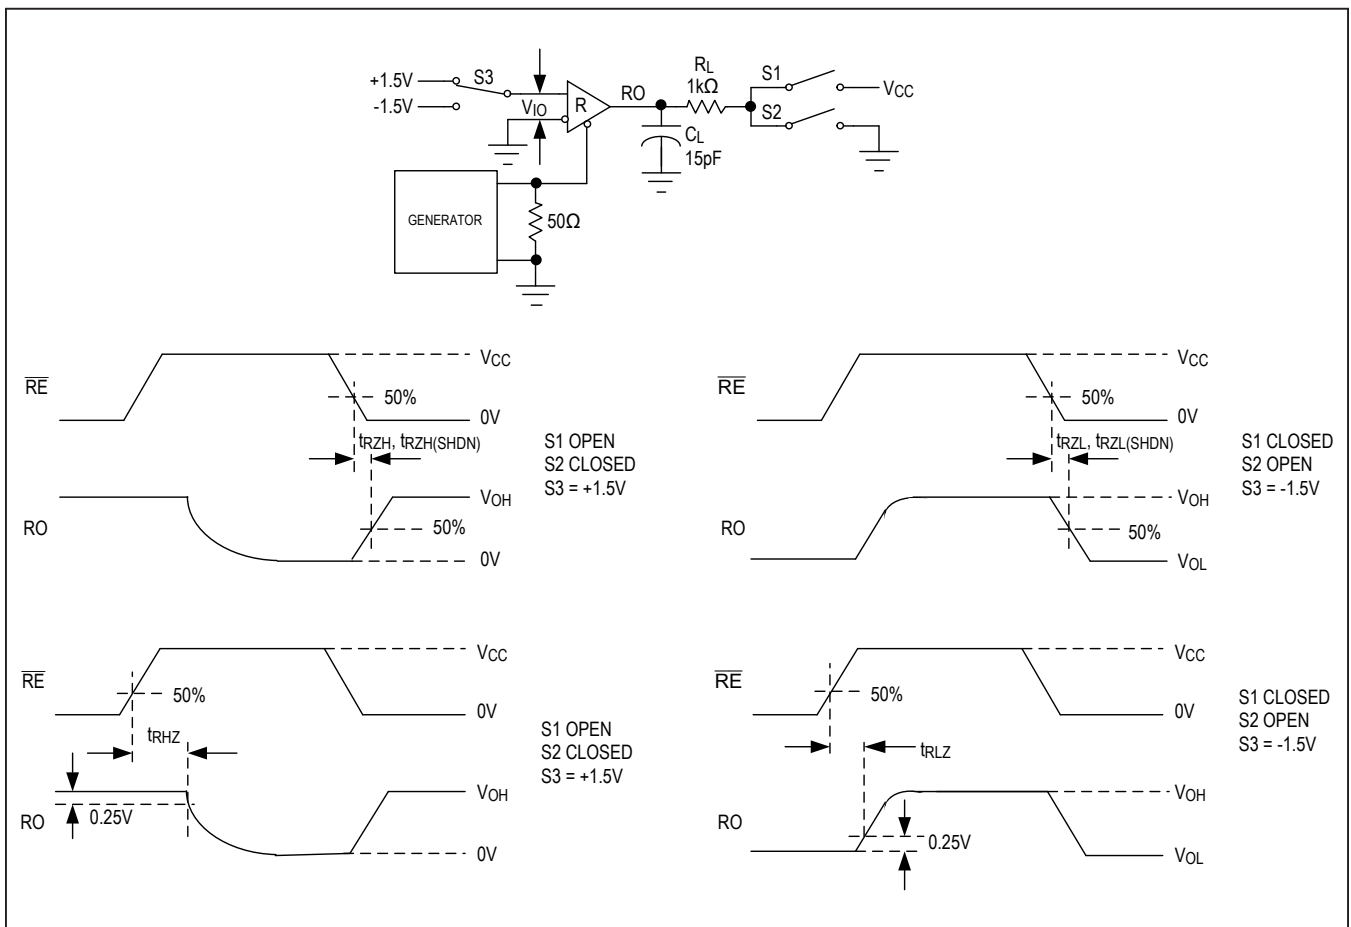 +1.5V
-1.5V
S3
VIO
R
RO
RL
1kΩ
CL
15pF
S1
S2
VCC
GENERATOR
50Ω
RE
VCC
50%
0V
tRZH, tRZH(SHDN)
RO
VOH
50%
0V
S1 OPEN
S2 CLOSED
S3 = +1.5V
RE
VCC
50%
0V
tRZL, tRZL(SHDN)
RO
VOH
50%
VOL
S1 CLOSED
S2 OPEN
S3 = -1.5V
RE
VCC
50%
0V
tRHZ
RO
0.25V
VOH
0V
S1 OPEN
S2 CLOSED
S3 = +1.5V
RE
VCC
50%
0V
tRLZ
RO
VOH
0.25V
VOL
S1 CLOSED
S2 OPEN
S3 = -1.5V